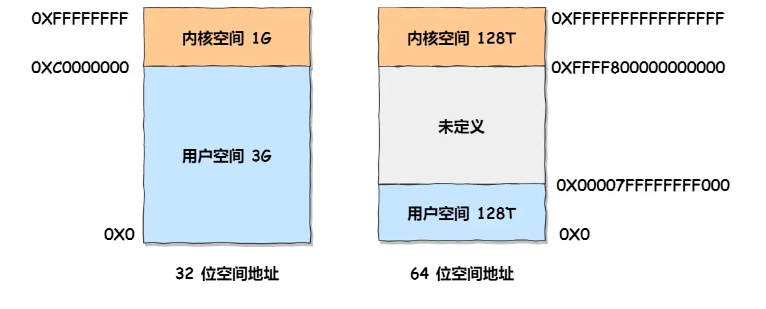 0XFFFFFFFF
内核空间 1G
0XC0000000
用户空间 3G
0X0
32 位空间地址
0XFFFFFFFFFFFFFFFF
内核空间 128T
0XFFFF800000000000
未定义
0X00007FFFFFFFF000
用户空间 128T
0X0
64 位空间地址